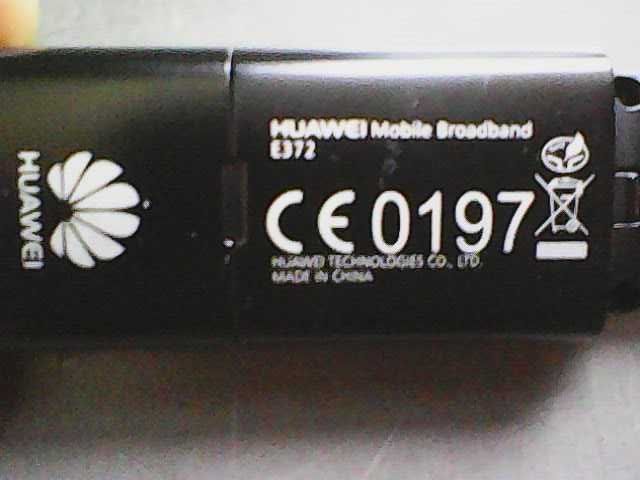 HUAWEI
HUAWEI Mobile Broadband
E372
CE0197
HUAWEI TECHNOLOGIES CO., LTD.
MADE IN CHINA